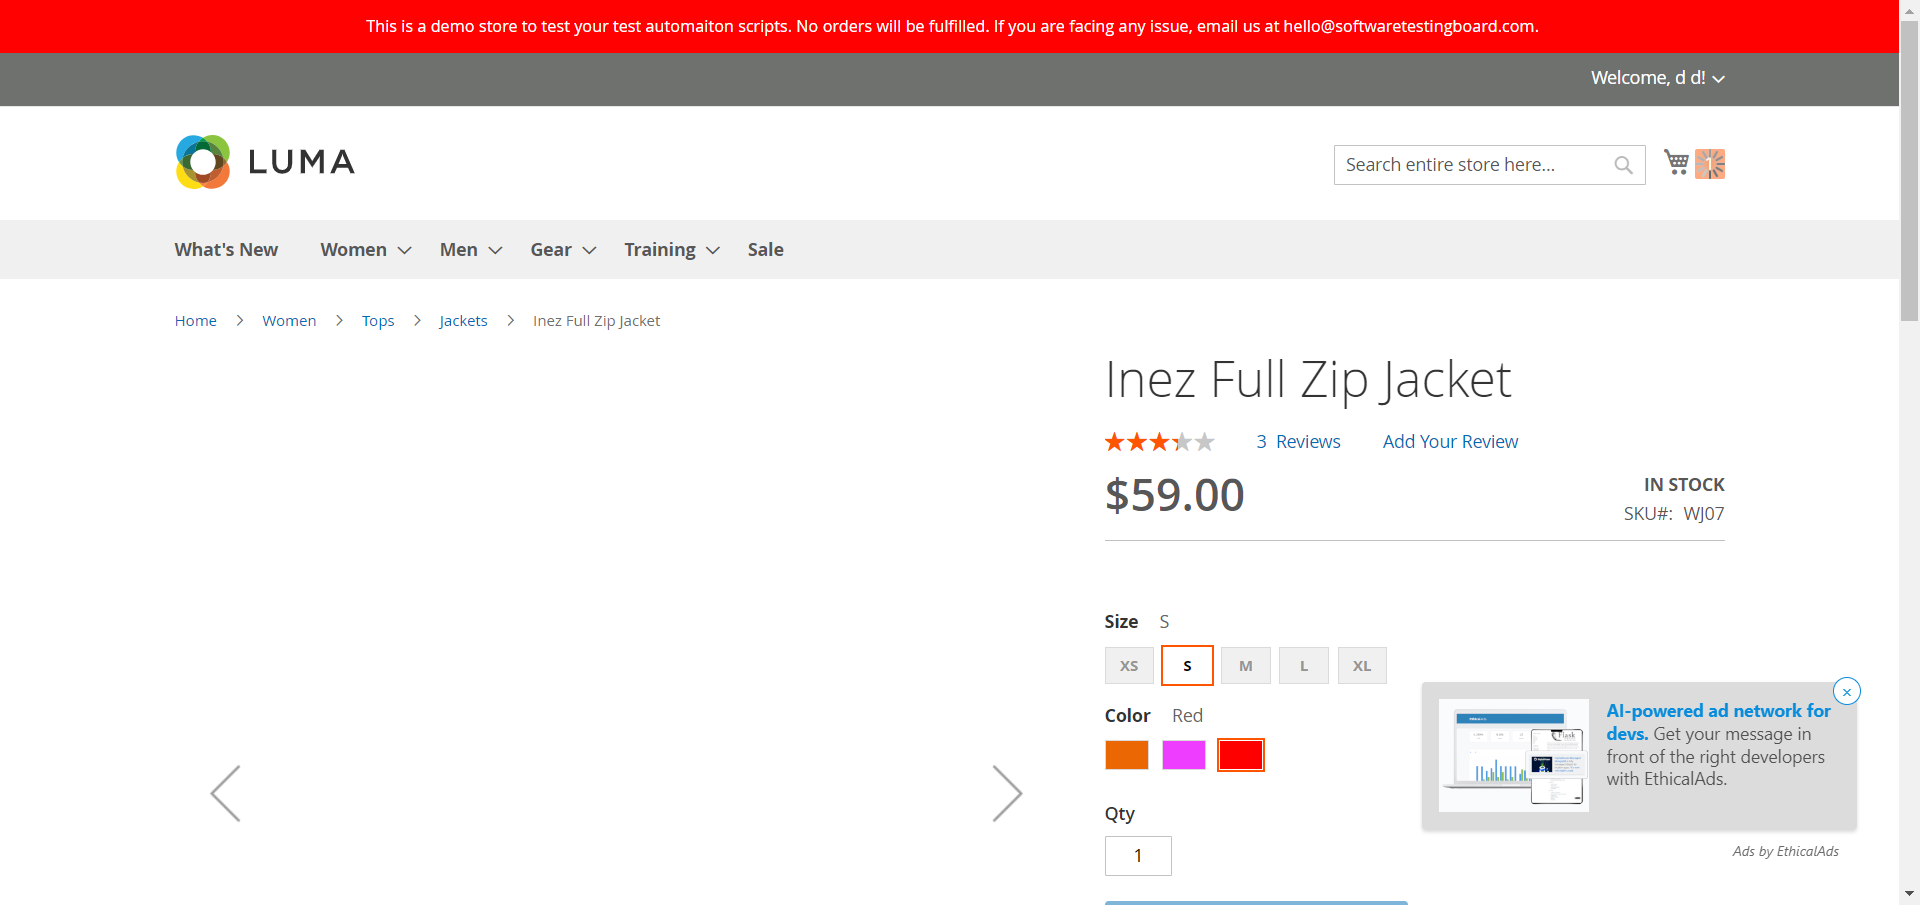 This is a demo store to test your test automaiton scripts. No orders will be fulfilled. If you are facing any issue, email us at hello@softwaretestingboard.com.
Welcome, d d!
LUMA
Search entire store here...
1
What's New Women Men Gear Training Sale
Home > Women > Tops > Jackets > Inez Full Zip Jacket
Inez Full Zip Jacket
3 Reviews Add Your Review
$59.00
IN STOCK
SKU#: WJ07
Size S
XS S M L XL
Color Red
Qty
1
AI-powered ad network for
devs. Get your message in
front of the right developers
with EthicalAds.
Ads by EthicalAds